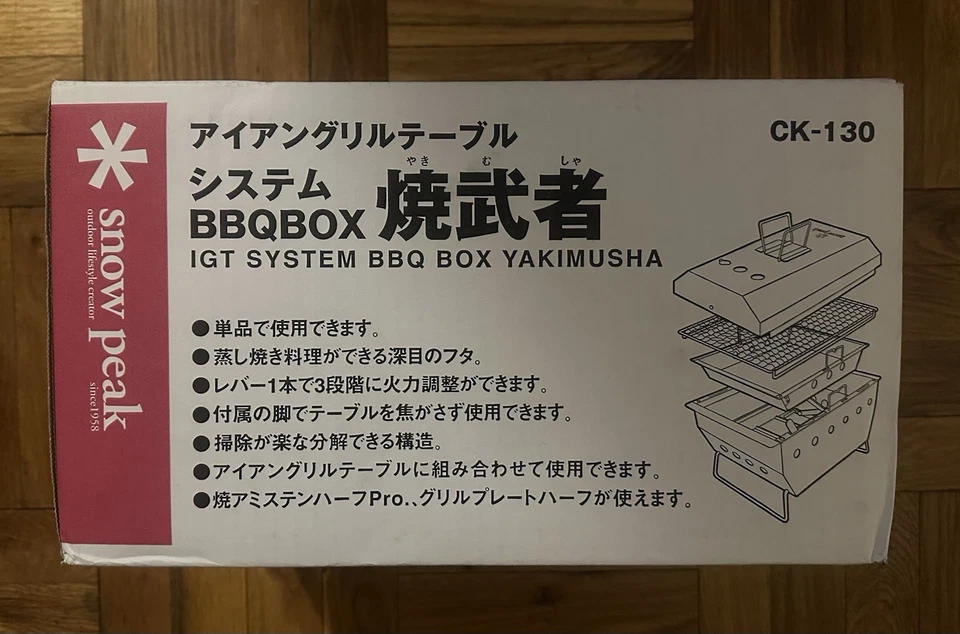 snow peak
outdoor lifestyle creator
since1958
アイアングリルテーブル
CK-130
システム
やき む しゃ
BBQBOX 焼武者
IGT SYSTEM BBQ BOX YAKIMUSHA
●単品で使用できます。
●蒸し焼き料理ができる深目のフタ。
●レバー1本で3段階に火力調整ができます。
●付属の脚でテーブルを焦がさず使用できます。
●掃除が楽な分解できる構造。
●アイアングリルテーブルに組み合わせて使用できます。
●焼アミステンハーフPro.、グリルプレートハーフが使えます。